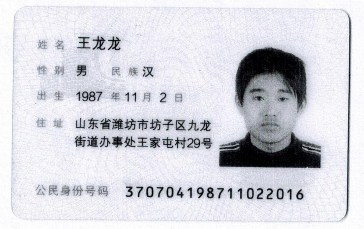 姓名 王龙龙
性别 男 民族 汉
出生 1987 年 11 月 2 日
住址 山东省潍坊市坊子区九龙
街道办事处王家屯村29号
公民身份号码 370704198711022016